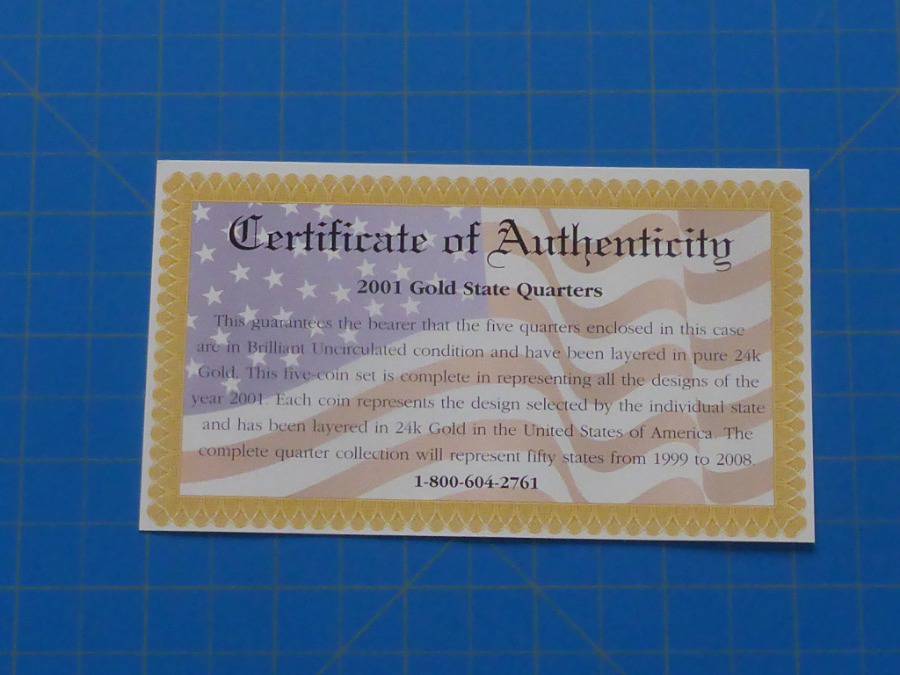 Certificate of Authenticity
2001 Gold State Quarters
This guarantees the bearer that the five quarters enclosed in this case
are in Brilliant Uncirculated condition and have been layered in pure 24k
Gold. This five-coin set is complete in representing all the designs of the
year 2001. Each coin represents the design selected by the individual state
and has been layered in 24k Gold in the United States of America. The
complete quarter collection will represent fifty states from 1999 to 2008.
1-800-604-2761